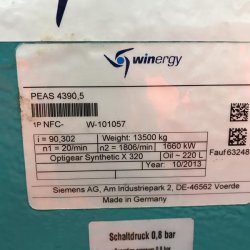 winergy
PEAS 4390,5
1P NFC- W-101057
i = 90,302 Weight: 13500 kg
n1 = 20/min n2 = 1806/min 1660 kW
Optigear Synthetic X 320 Oil ~ 220 L
Year: 10/2013
Fauf 63248
Siemens AG, Am Industriepark 2, DE-46562 Voerde
Made in Germany
Schaltdruck 0,8 bar